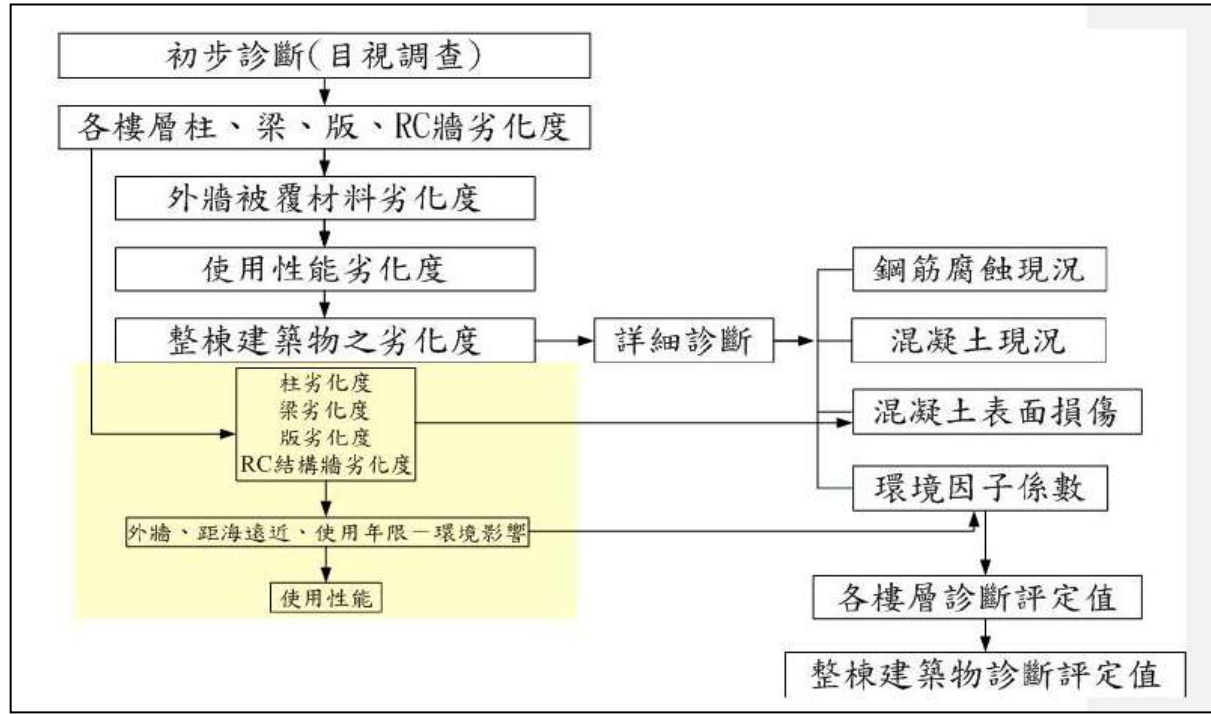 初步診斷(目視調查)
各樓層柱、梁、版、RC牆劣化度
外牆被覆材料劣化度
使用性能劣化度
整棟建築物之劣化度
詳細診斷
鋼筋腐蝕現況
混凝土現況
混凝土表面損傷
環境因子係數
柱劣化度
梁劣化度
版劣化度
RC結構牆劣化度
外牆、距海遠近、使用年限－環境影響
使用性能
各樓層診斷評定值
整棟建築物診斷評定值